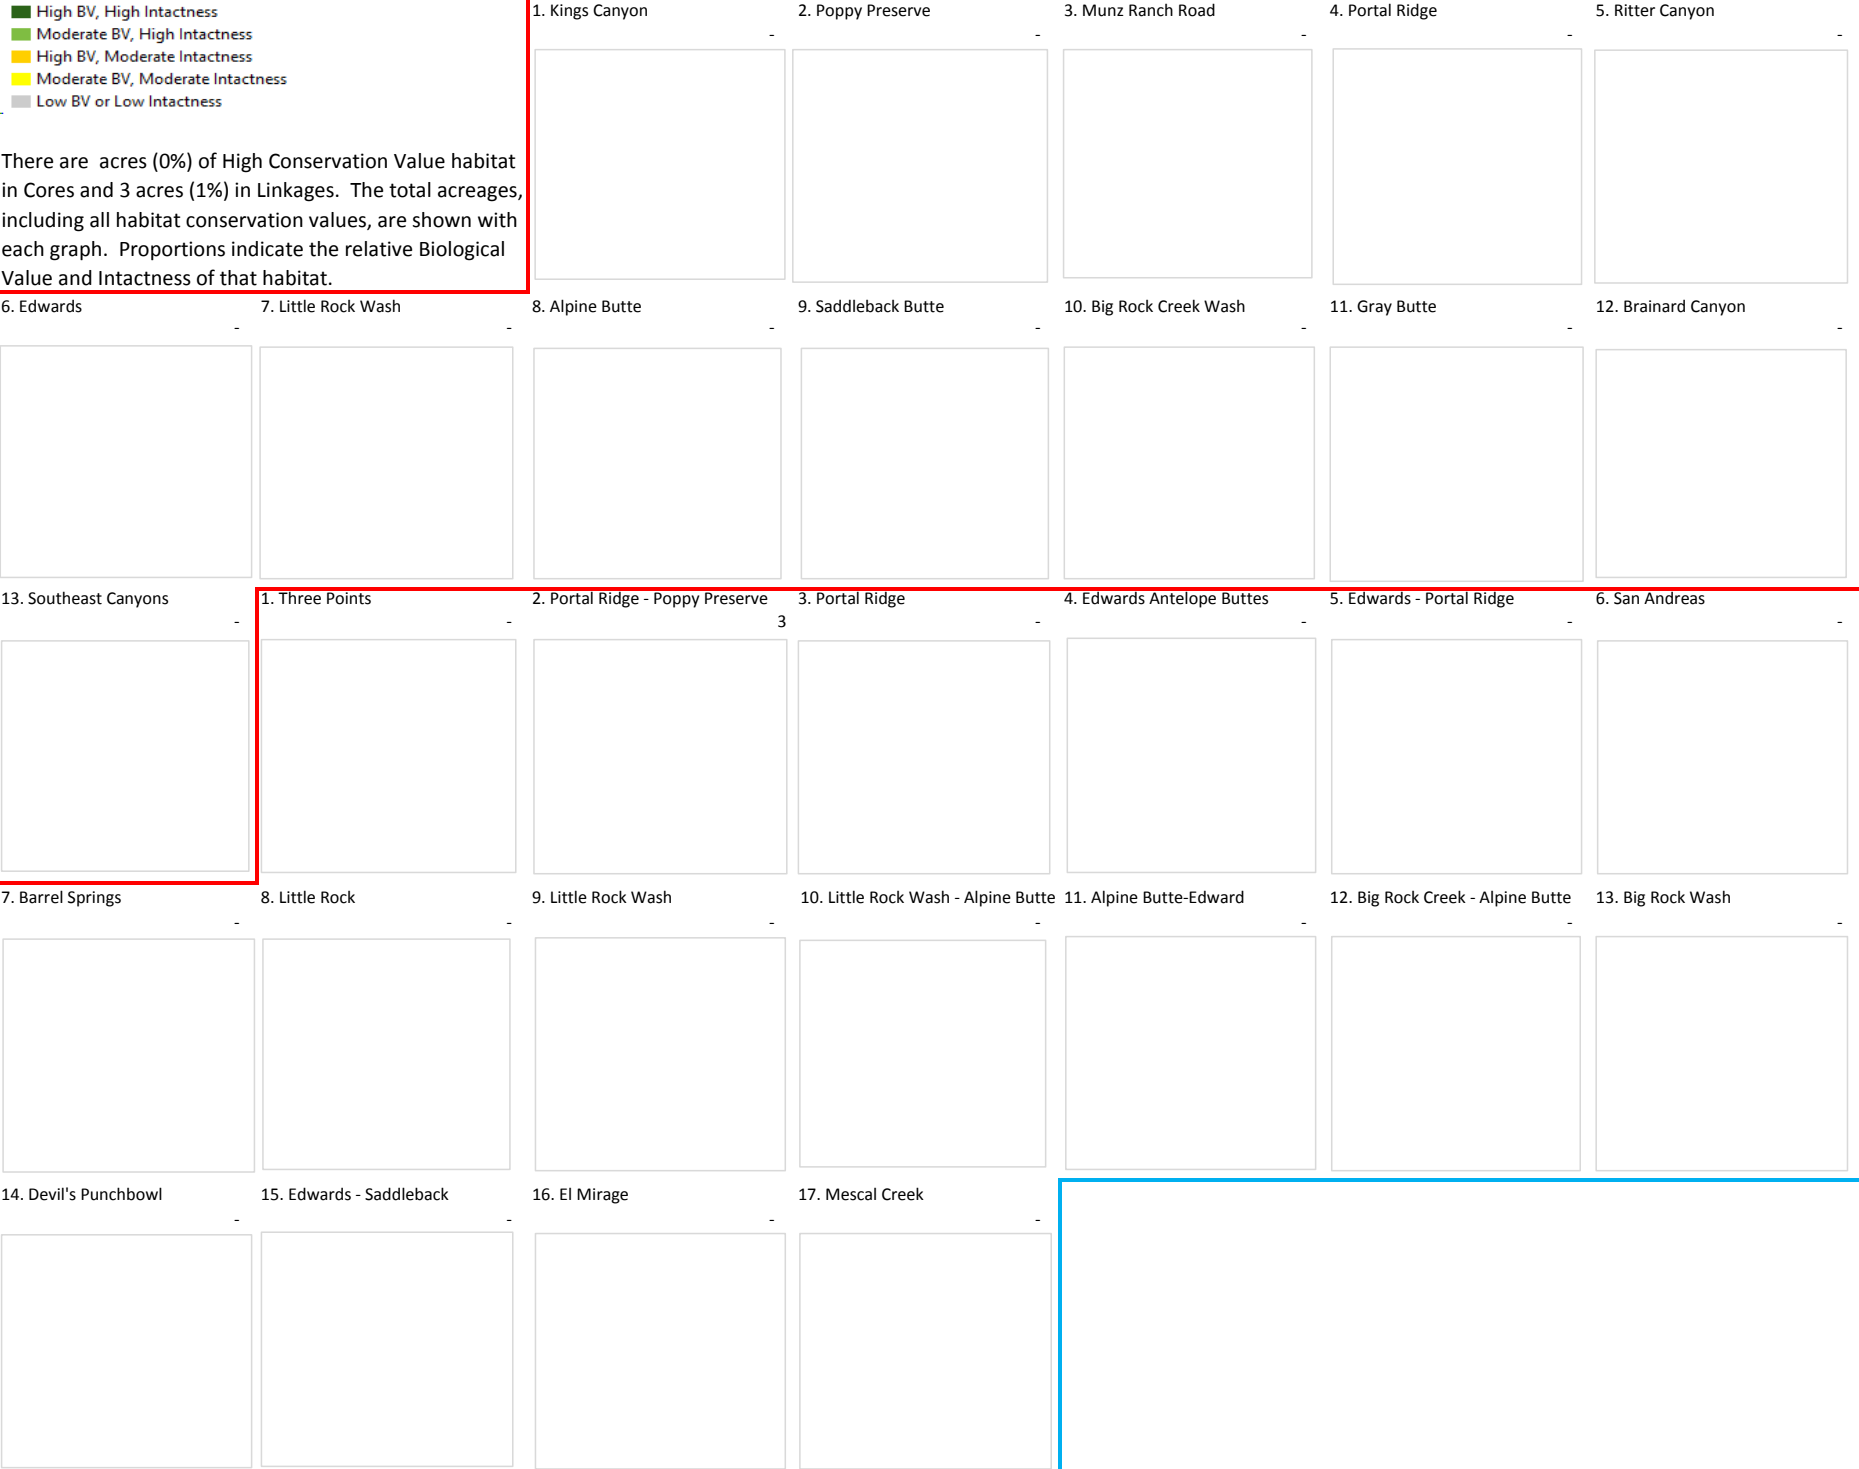 High BV, High Intactness
Moderate BV, High Intactness
High BV, Moderate Intactness
Moderate BV, Moderate Intactness
Low BV or Low Intactness
-
There are  acres (0%) of High Conservation Value habitat
in Cores and 3 acres (1%) in Linkages.  The total acreages,
including all habitat conservation values, are shown with
each graph.  Proportions indicate the relative Biological
Value and Intactness of that habitat.
1. Kings Canyon
-
2. Poppy Preserve
-
3. Munz Ranch Road
-
4. Portal Ridge
-
5. Ritter Canyon
-
6. Edwards
-
7. Little Rock Wash
-
8. Alpine Butte
-
9. Saddleback Butte
-
10. Big Rock Creek Wash
-
11. Gray Butte
-
12. Brainard Canyon
-
13. Southeast Canyons
-
1. Three Points
-
2. Portal Ridge - Poppy Preserve
3
3. Portal Ridge
-
4. Edwards Antelope Buttes
-
5. Edwards - Portal Ridge
-
6. San Andreas
-
7. Barrel Springs
-
8. Little Rock
-
9. Little Rock Wash
-
10. Little Rock Wash - Alpine Butte
-
11. Alpine Butte-Edward
-
12. Big Rock Creek - Alpine Butte
-
13. Big Rock Wash
-
14. Devil's Punchbowl
-
15. Edwards - Saddleback
-
16. El Mirage
-
17. Mescal Creek
-